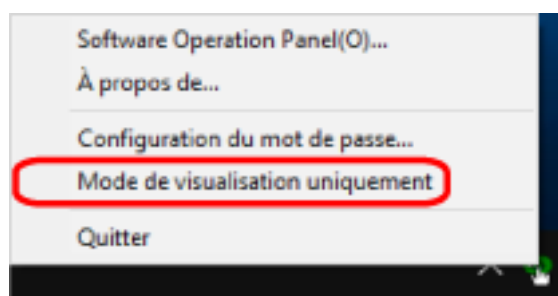 Software Operation Panel(O)...
À propos de...
Configuration du mot de passe...
Mode de visualisation uniquement
Quitter